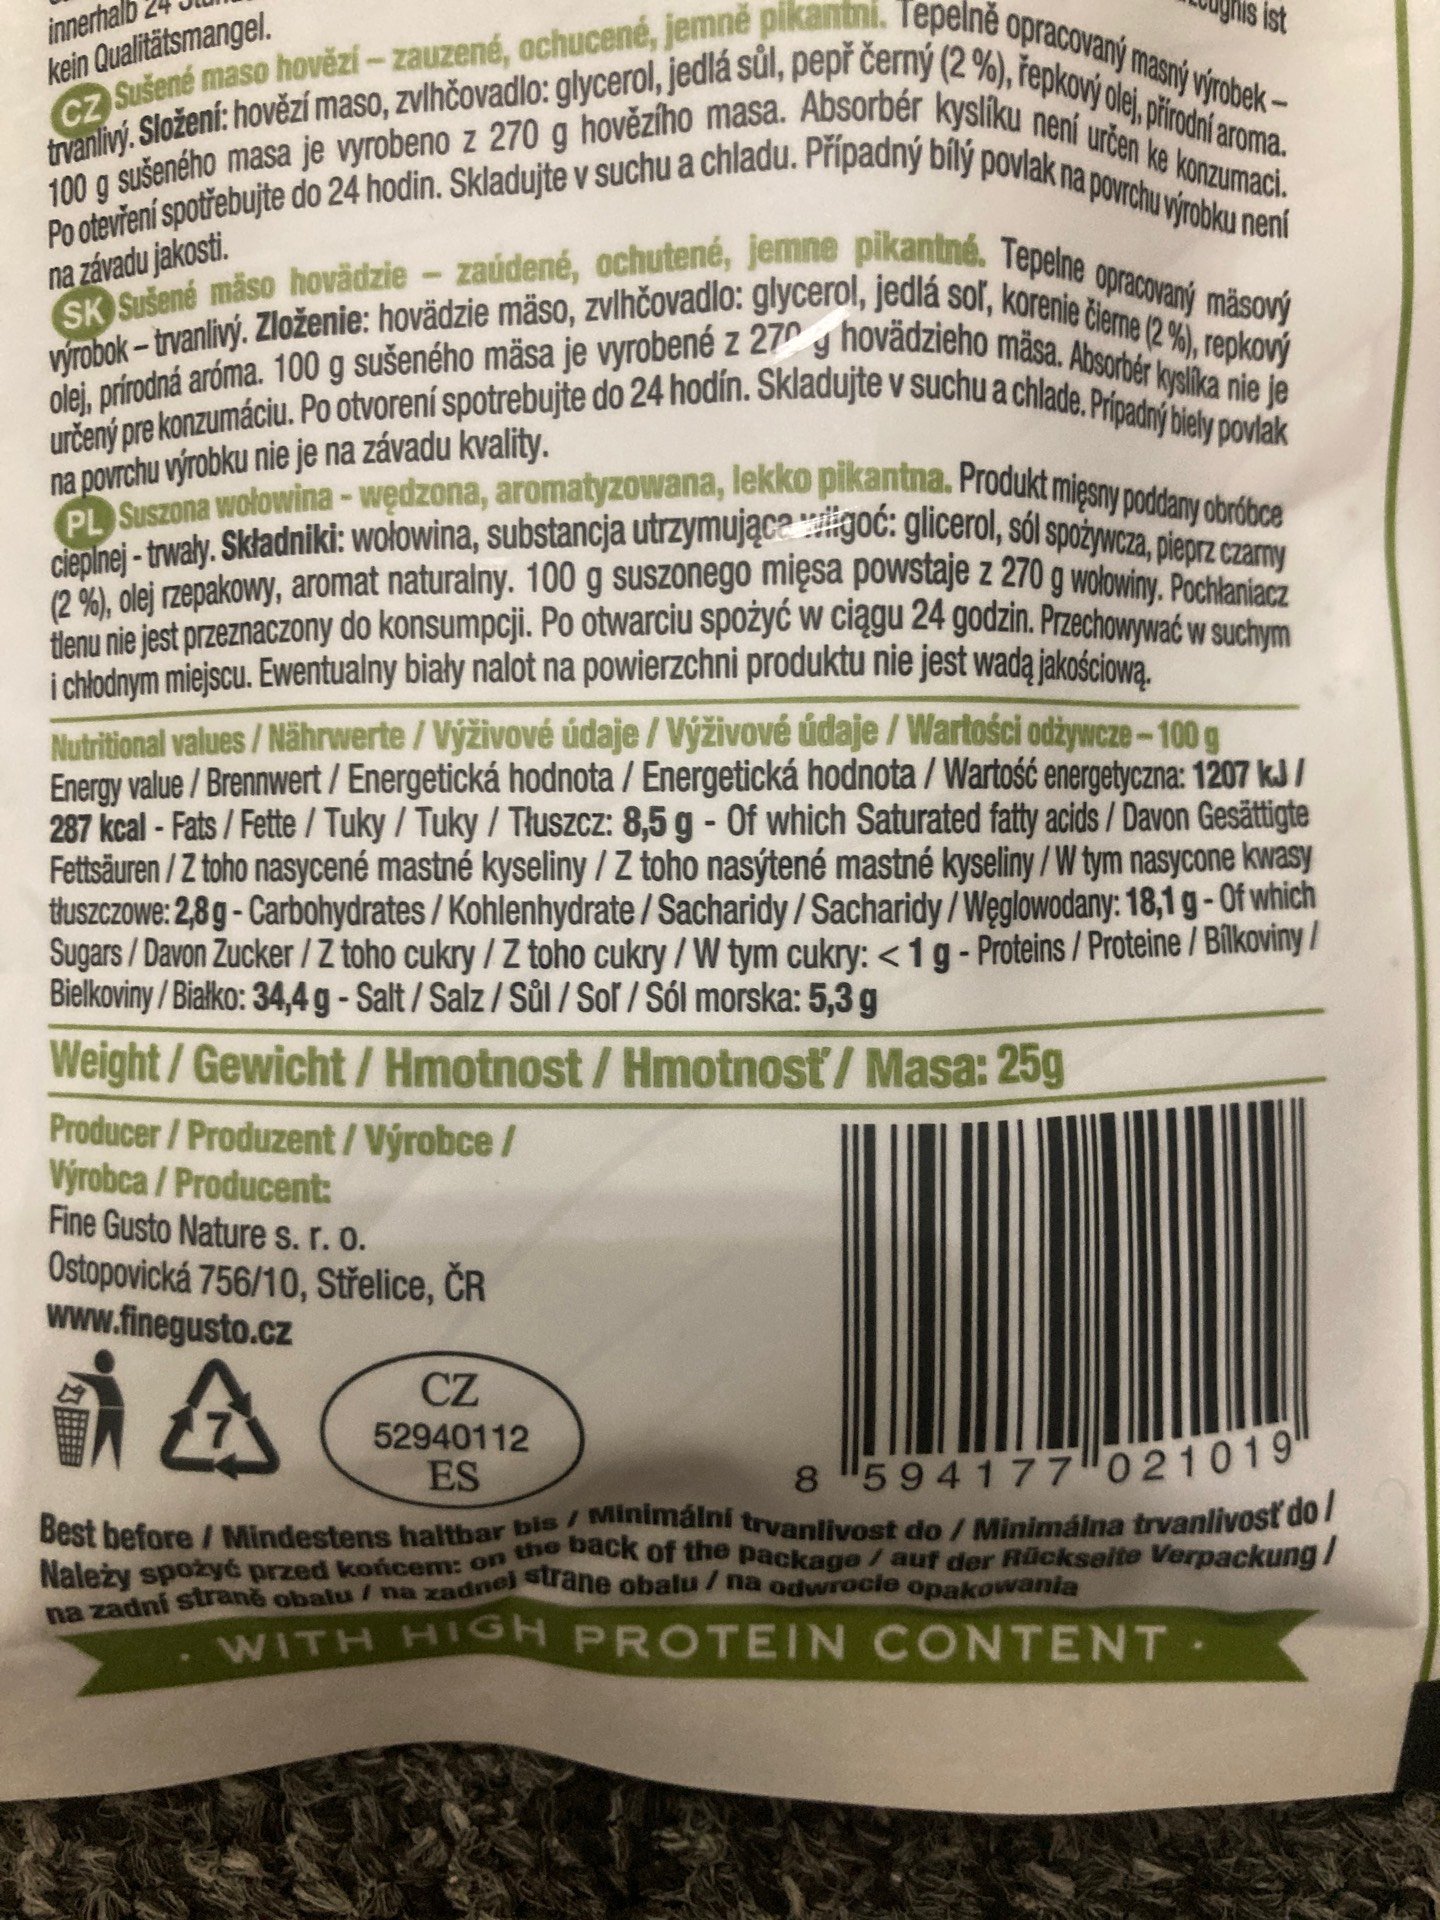 innerhalb 24
kein Qualitätsmangel.
ist
CZ Sušené maso hovězí – zauzené, ochucené, jemně pikantní. Tepelně opracovaný masný výrobek –
trvanlivý. Složení: hovězí maso, zvlhčovadlo: glycerol, jedlá sůl, pepř černý (2 %), řepkový olej, přírodní aroma.
100 g sušeného masa je vyrobeno z 270 g hovězího masa. Absorbér kyslíku není určen ke konzumaci.
Po otevření spotřebujte do 24 hodin. Skladujte v suchu a chladu. Případný bílý povlak na povrchu výrobku není
na závadu jakosti.
SK Sušené mäso hovädzie – zaúdené, ochutené, jemne pikantné. Tepelne opracovaný mäsový
výrobok – trvanlivý. Zloženie: hovädzie mäso, zvlhčovadlo: glycerol, jedlá soľ, korenie čierne (2 %), repkový
olej, prírodná aróma. 100 g sušeného mäsa je vyrobené z 270 g hovädzieho mäsa. Absorbér kyslíka nie je
určený pre konzumáciu. Po otvorení spotrebujte do 24 hodín. Skladujte v suchu a chlade. Prípadný biely povlak
na povrchu výrobku nie je na závadu kvality.
PL Suszona wołowina - wędzona, aromatyzowana, lekko pikantna. Produkt mięsny poddany obróbce
cieplnej - trwały. Składniki: wołowina, substancja utrzymująca wilgoć: glicerol, sól spożywcza, pieprz czarny
(2 %), olej rzepakowy, aromat naturalny. 100 g suszonego mięsa powstaje z 270 g wołowiny. Pochłaniacz
tlenu nie jest przeznaczony do konsumpcji. Po otwarciu spożyć w ciągu 24 godzin. Przechowywać w suchym
i chłodnym miejscu. Ewentualny biały nalot na powierzchni produktu nie jest wadą jakościową.
Nutritional values / Nährwerte / Výživové údaje / Výživové údaje / Wartości odżywcze – 100 g
Energy value / Brennwert / Energetická hodnota / Energetická hodnota / Wartość energetyczna: 1207 kJ /
287 kcal - Fats / Fette / Tuky / Tuky / Tłuszcz: 8,5 g - Of which Saturated fatty acids / Davon Gesättigte
Fettsäuren / Z toho nasycené mastné kyseliny / Z toho nasýtené mastné kyseliny / W tym nasycone kwasy
tłuszczowe: 2,8 g - Carbohydrates / Kohlenhydrate / Sacharidy / Sacharidy / Węglowodany: 18,1 g - Of which
Sugars / Davon Zucker / Z toho cukry / Z toho cukry / W tym cukry: < 1 g - Proteins / Proteine / Bílkoviny /
Bielkoviny / Białko: 34,4 g - Salt / Salz / Sůl / Soľ / Sól morska: 5,3 g
Weight / Gewicht / Hmotnost / Hmotnosť / Masa: 25g
Producer / Produzent / Výrobce /
Výrobca / Producent:
Fine Gusto Nature s. r. o.
Ostopovická 756/10, Střelice, ČR
www.finegusto.cz
7
CZ
52940112
ES
8 594177 021019
Best before / Mindestens haltbar bis / Minimální trvanlivost do / Minimálna trvanlivosť do /
Należy spożyć przed końcem: on the back of the package / auf der Rückseite Verpackung /
na zadní straně obalu / na zadnej strane obalu / na odwrocie opakowania
· WITH HIGH PROTEIN CONTENT ·